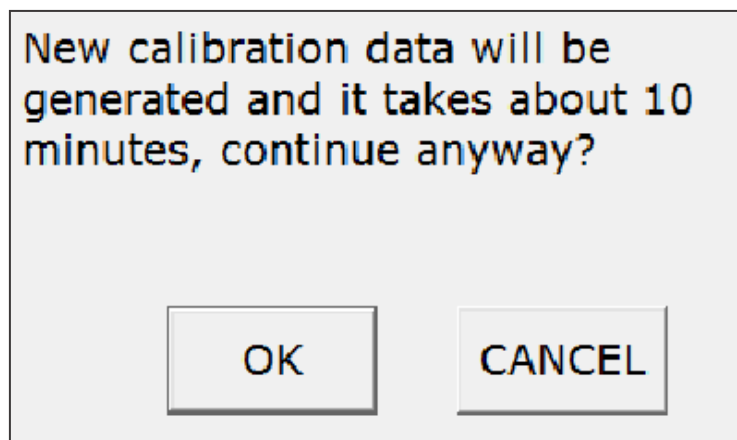 New calibration data will be
generated and it takes about 10
minutes, continue anyway?
OK
CANCEL